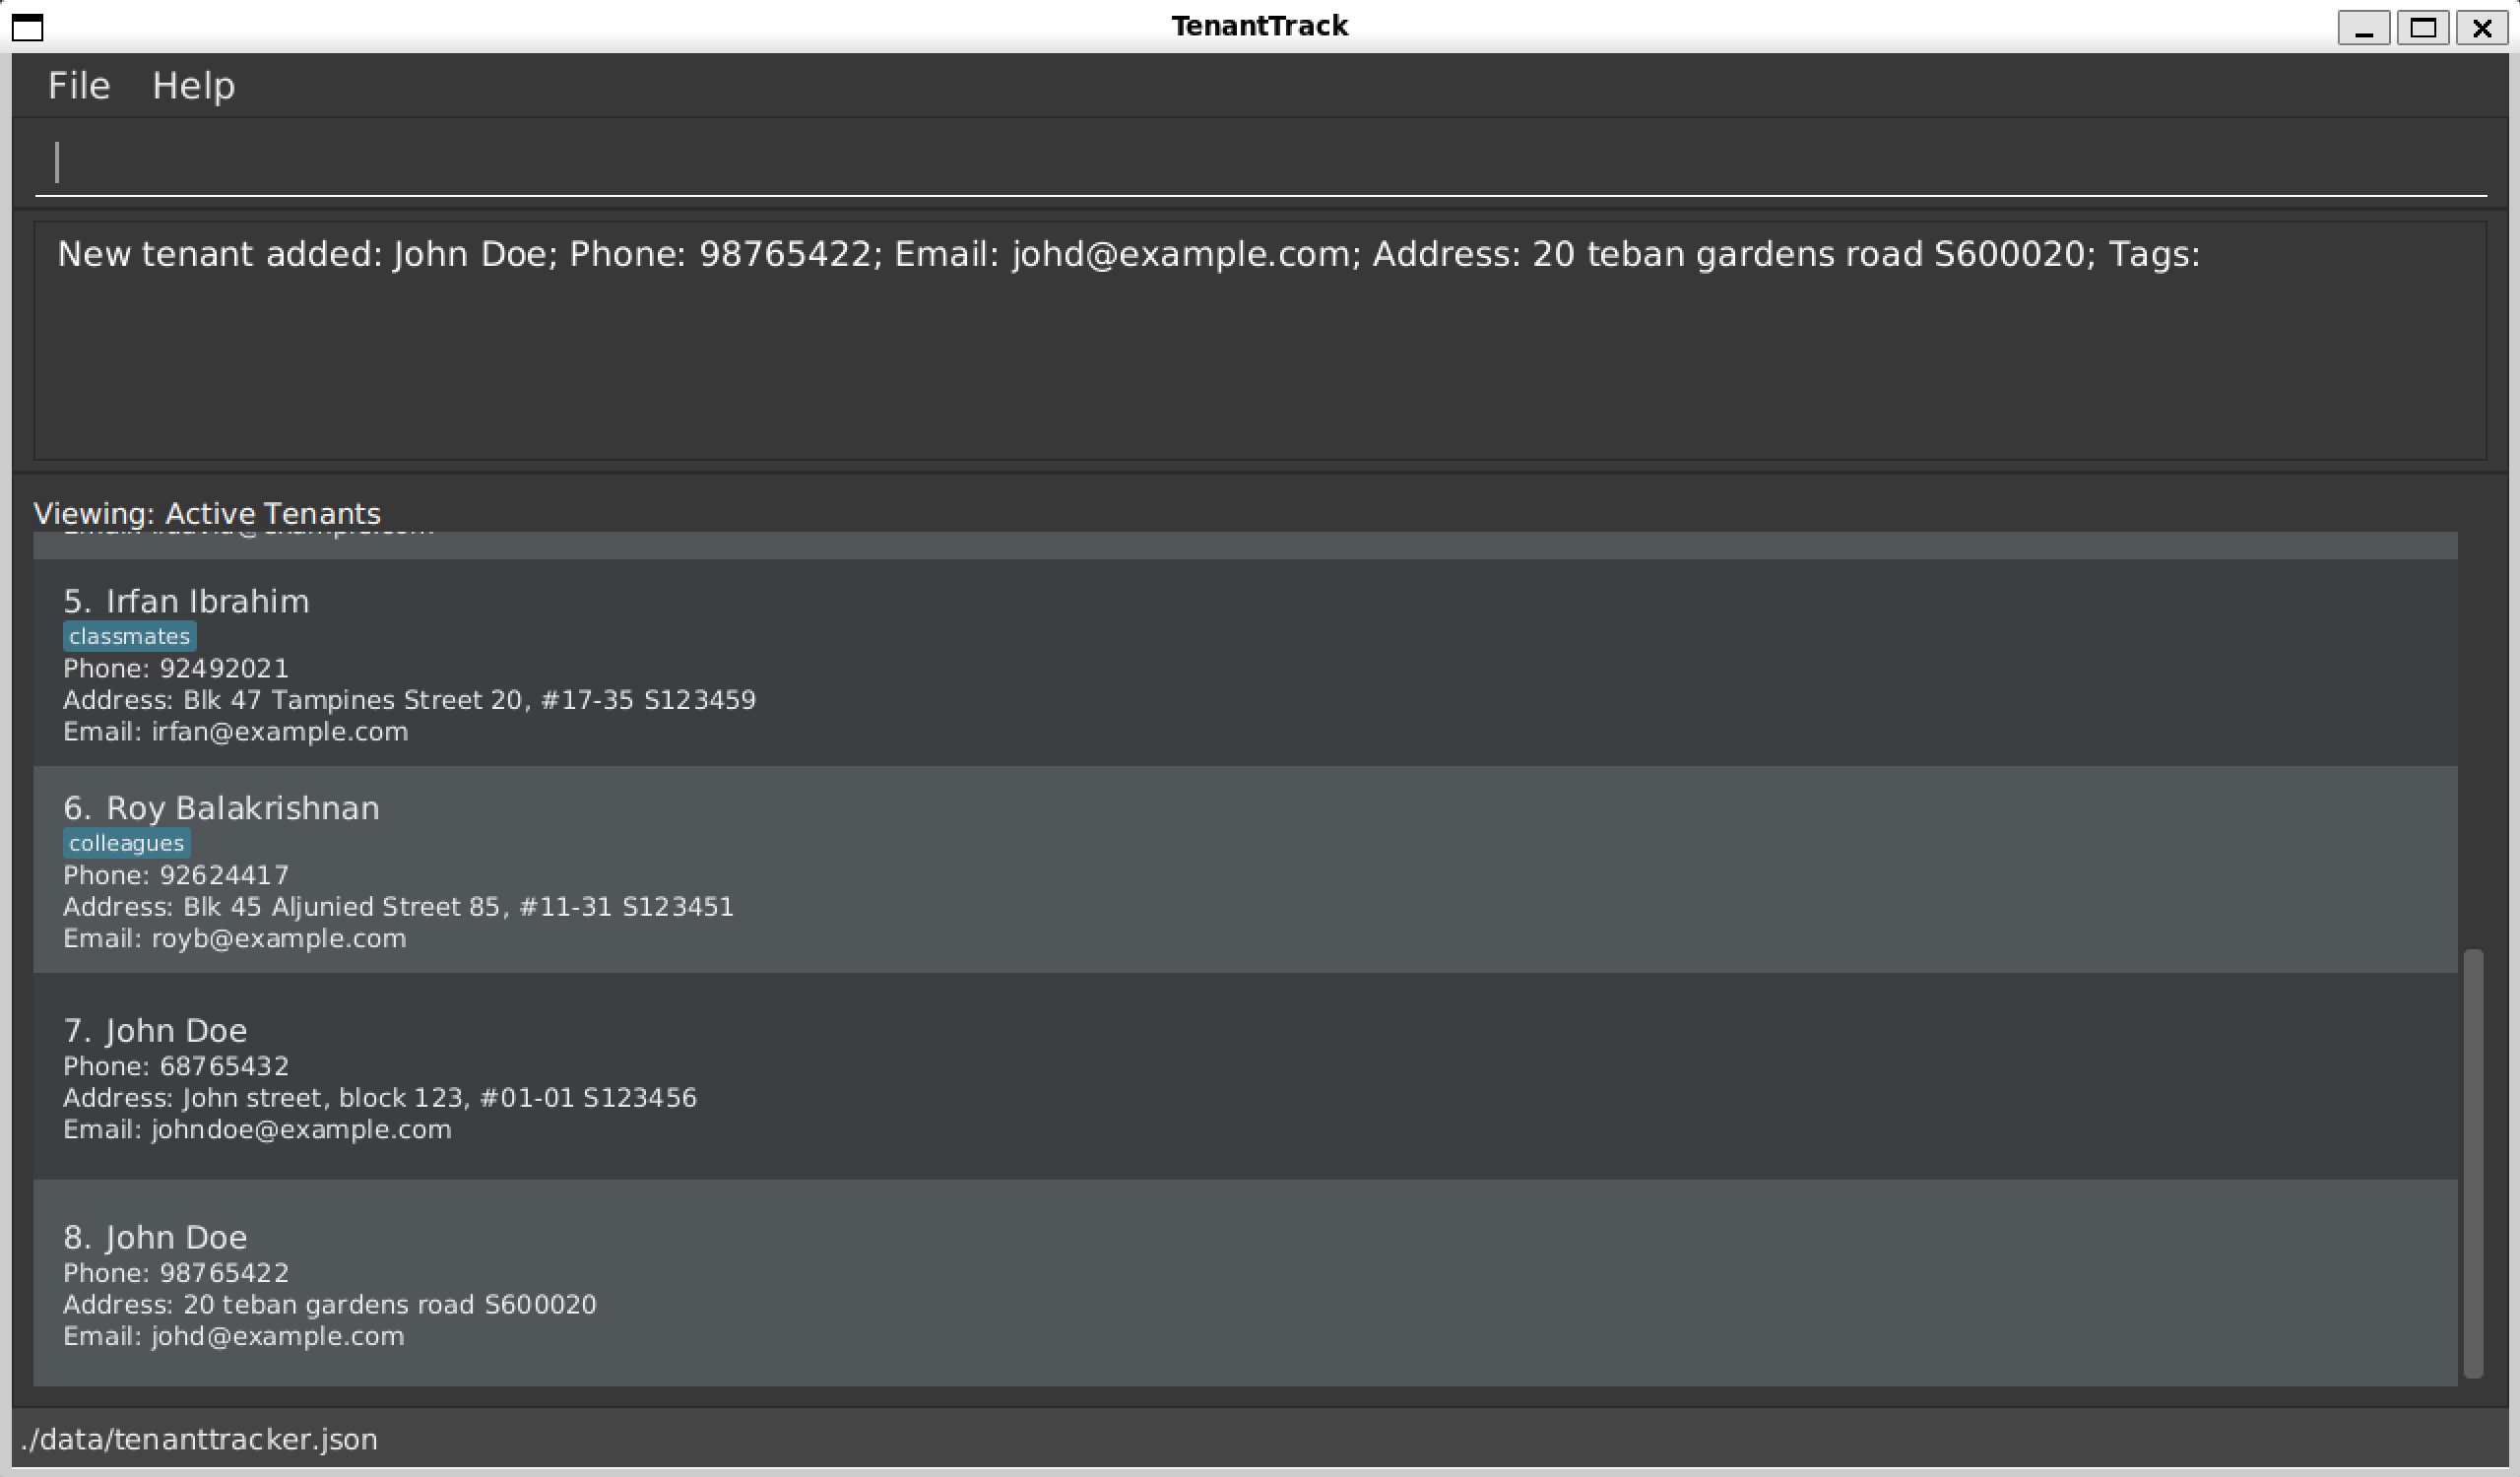 TenantTrack
File Help
New tenant added: John Doe; Phone: 98765422; Email: johd@example.com; Address: 20 teban gardens road S600020; Tags:
Viewing: Active Tenants
5. Irfan Ibrahim
classmates
Phone: 92492021
Address: Blk 47 Tampines Street 20, #17-35 S123459
Email: irfan@example.com
6. Roy Balakrishnan
colleagues
Phone: 92624417
Address: Blk 45 Aljunied Street 85, #11-31 S123451
Email: royb@example.com
7. John Doe
Phone: 68765432
Address: John street, block 123, #01-01 S123456
Email: johndoe@example.com
8. John Doe
Phone: 98765422
Address: 20 teban gardens road S600020
Email: johd@example.com
./data/tenanttracker.json